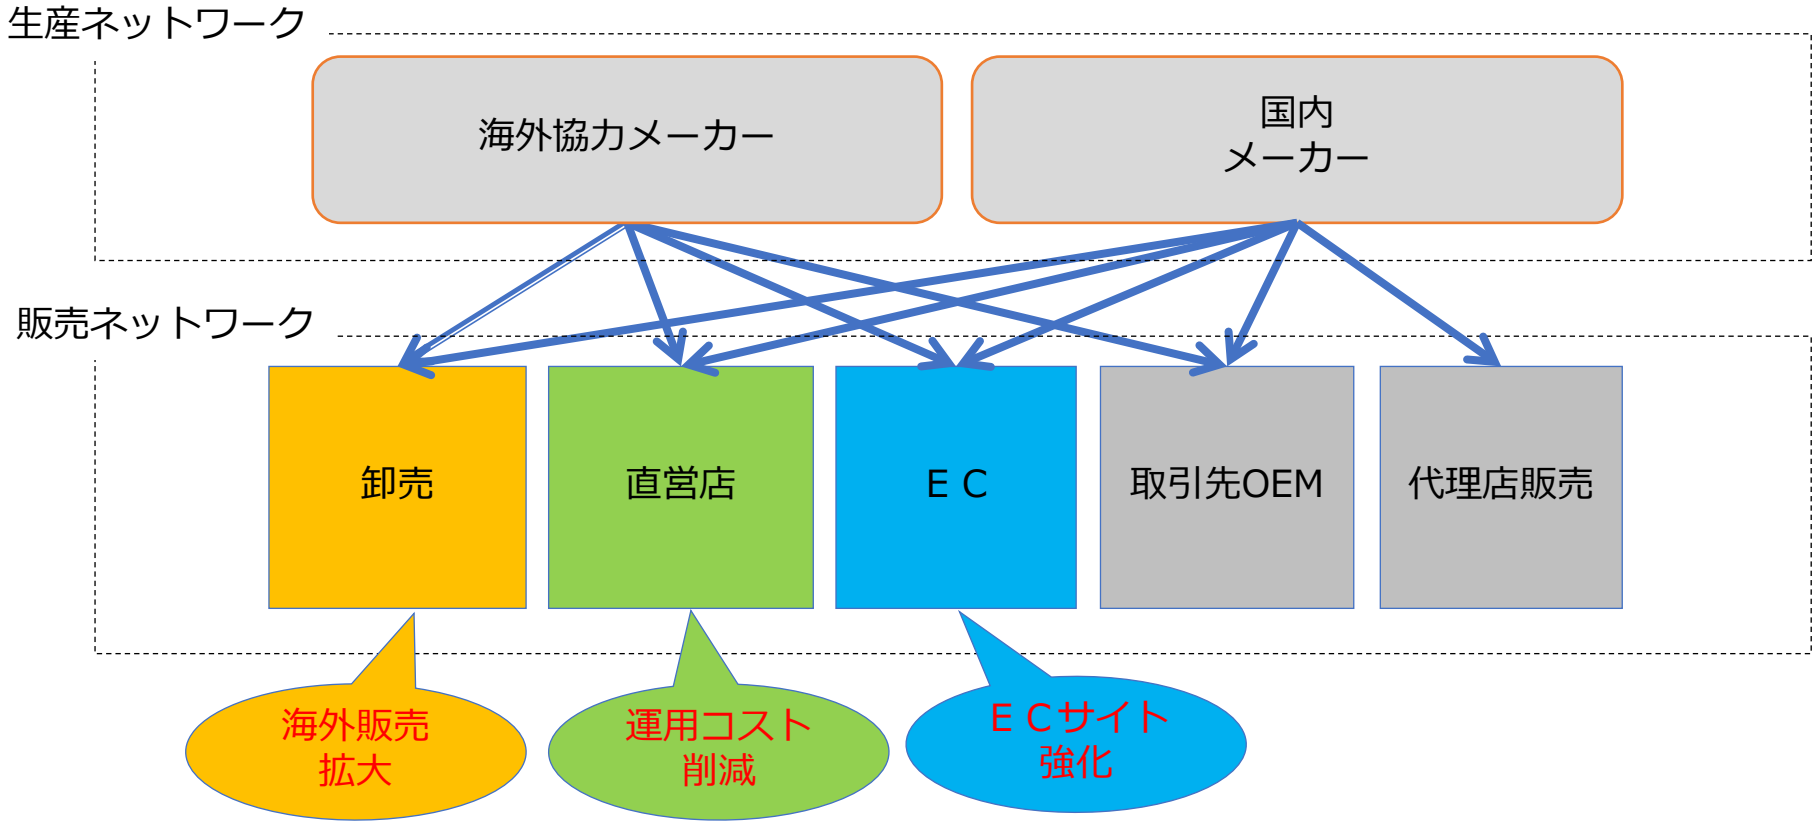 生産ネットワーク
海外協力メーカー
国内
メーカー
販売ネットワーク
卸売
直営店
ＥＣ
取引先OEM
代理店販売
海外販売
拡大
運用コスト
削減
ＥＣサイト
強化